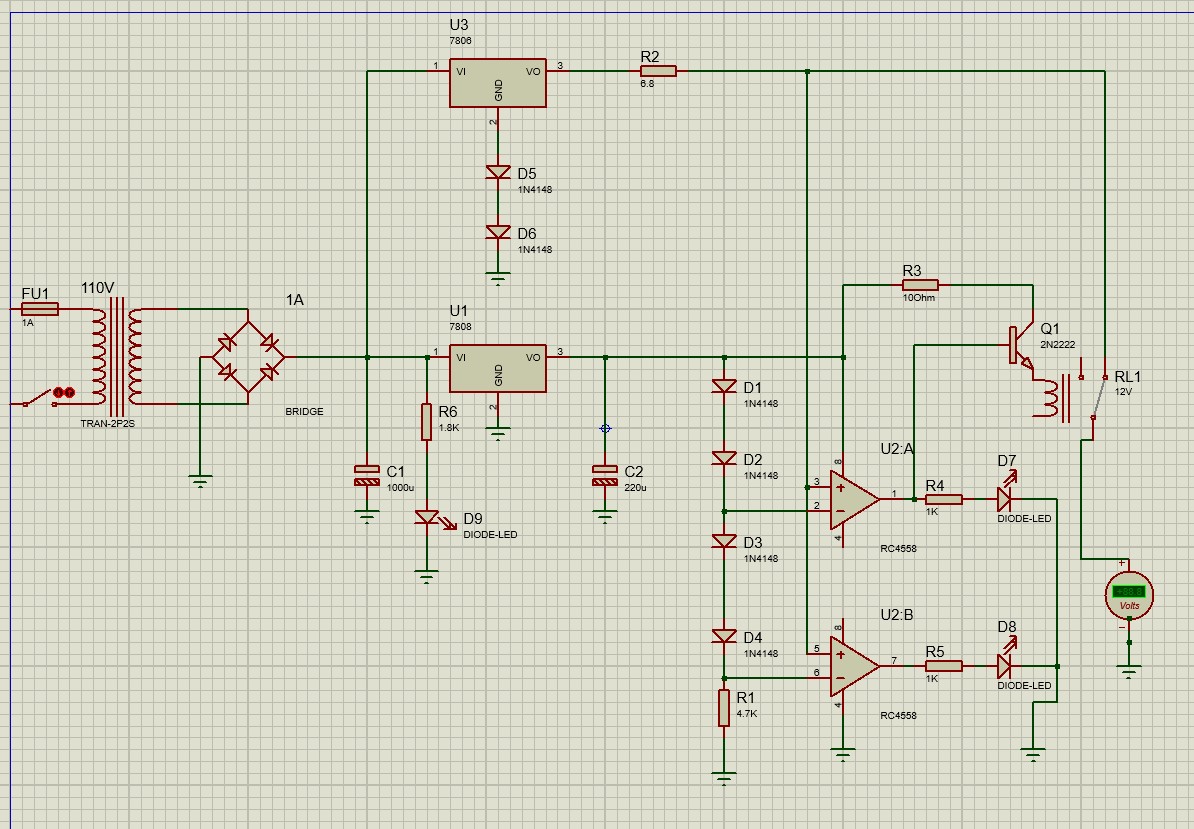 U3
7806
1 VI VO 3
GND
2
R2
6.8
D5
1N4148
D6
1N4148
FU1
1A
110V
TRAN-2P2S
1A
BRIDGE
U1
7808
1 VI VO 3
GND
2
R6
1.8K
C1
1000u
D9
DIODE-LED
C2
220u
D1
1N4148
D2
1N4148
D3
1N4148
D4
1N4148
R1
4.7K
R3
10Ohm
Q1
2N2222
RL1
12V
U2:A
8
3
2
1
4
RC4558
R4
1K
D7
DIODE-LED
U2:B
8
5
6
7
4
RC4558
R5
1K
D8
DIODE-LED
Volts